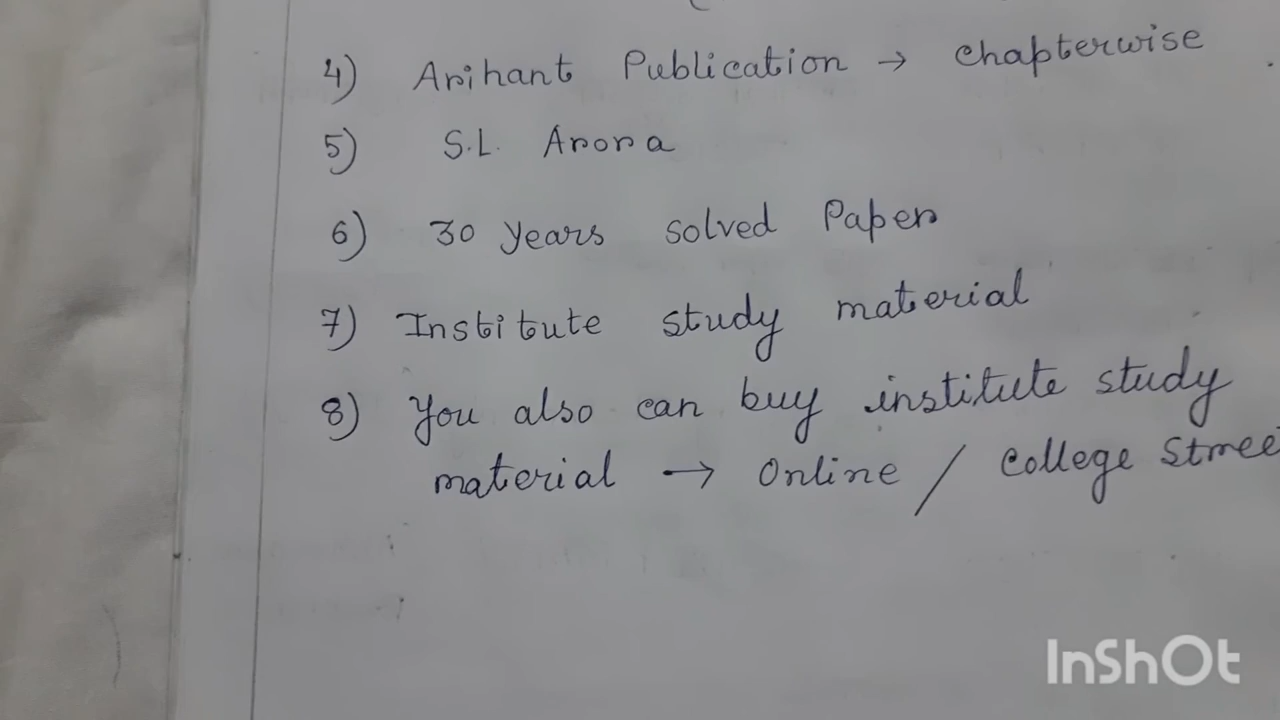 4) Arihant Publication → Chapterwise
5) S.L. Arora
6) 30 years solved Paper
7) Institute study material
8) You also can buy institute study
material → Online / College Stree
InShOt